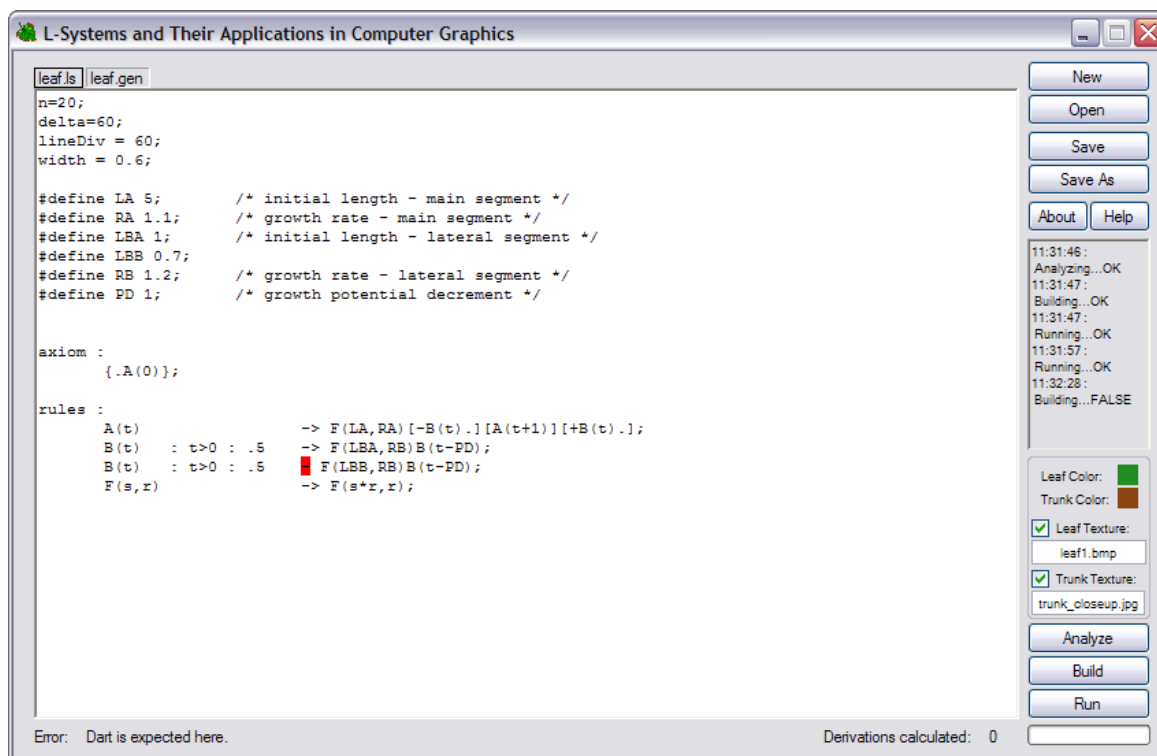 L-Systems and Their Applications in Computer Graphics
leaf.ls leaf.gen
n=20;
delta=60;
lineDiv = 60;
width = 0.6;
#define LA 5; /* initial length - main segment */
#define RA 1.1; /* growth rate - main segment */
#define LBA 1; /* initial length - lateral segment */
#define LBB 0.7;
#define RB 1.2; /* growth rate - lateral segment */
#define PD 1; /* growth potential decrement */
axiom :
{.A(0)};
rules :
A(t) -> F(LA,RA)[-B(t).][A(t+1)][+B(t).];
B(t) : t>0 : .5 -> F(LBA,RB)B(t-PD);
B(t) : t>0 : .5 - F(LBB,RB)B(t-PD);
F(s,r) -> F(s*r,r);
New
Open
Save
Save As
About Help
11:31:46 :
Analyzing...OK
11:31:47 :
Building...OK
11:31:47 :
Running...OK
11:31:57 :
Running...OK
11:32:28 :
Building...FALSE
Leaf Color:
Trunk Color:
Leaf Texture:
leaf1.bmp
Trunk Texture:
trunk_closeup.jpg
Analyze
Build
Run
Error: Dart is expected here. Derivations calculated: 0